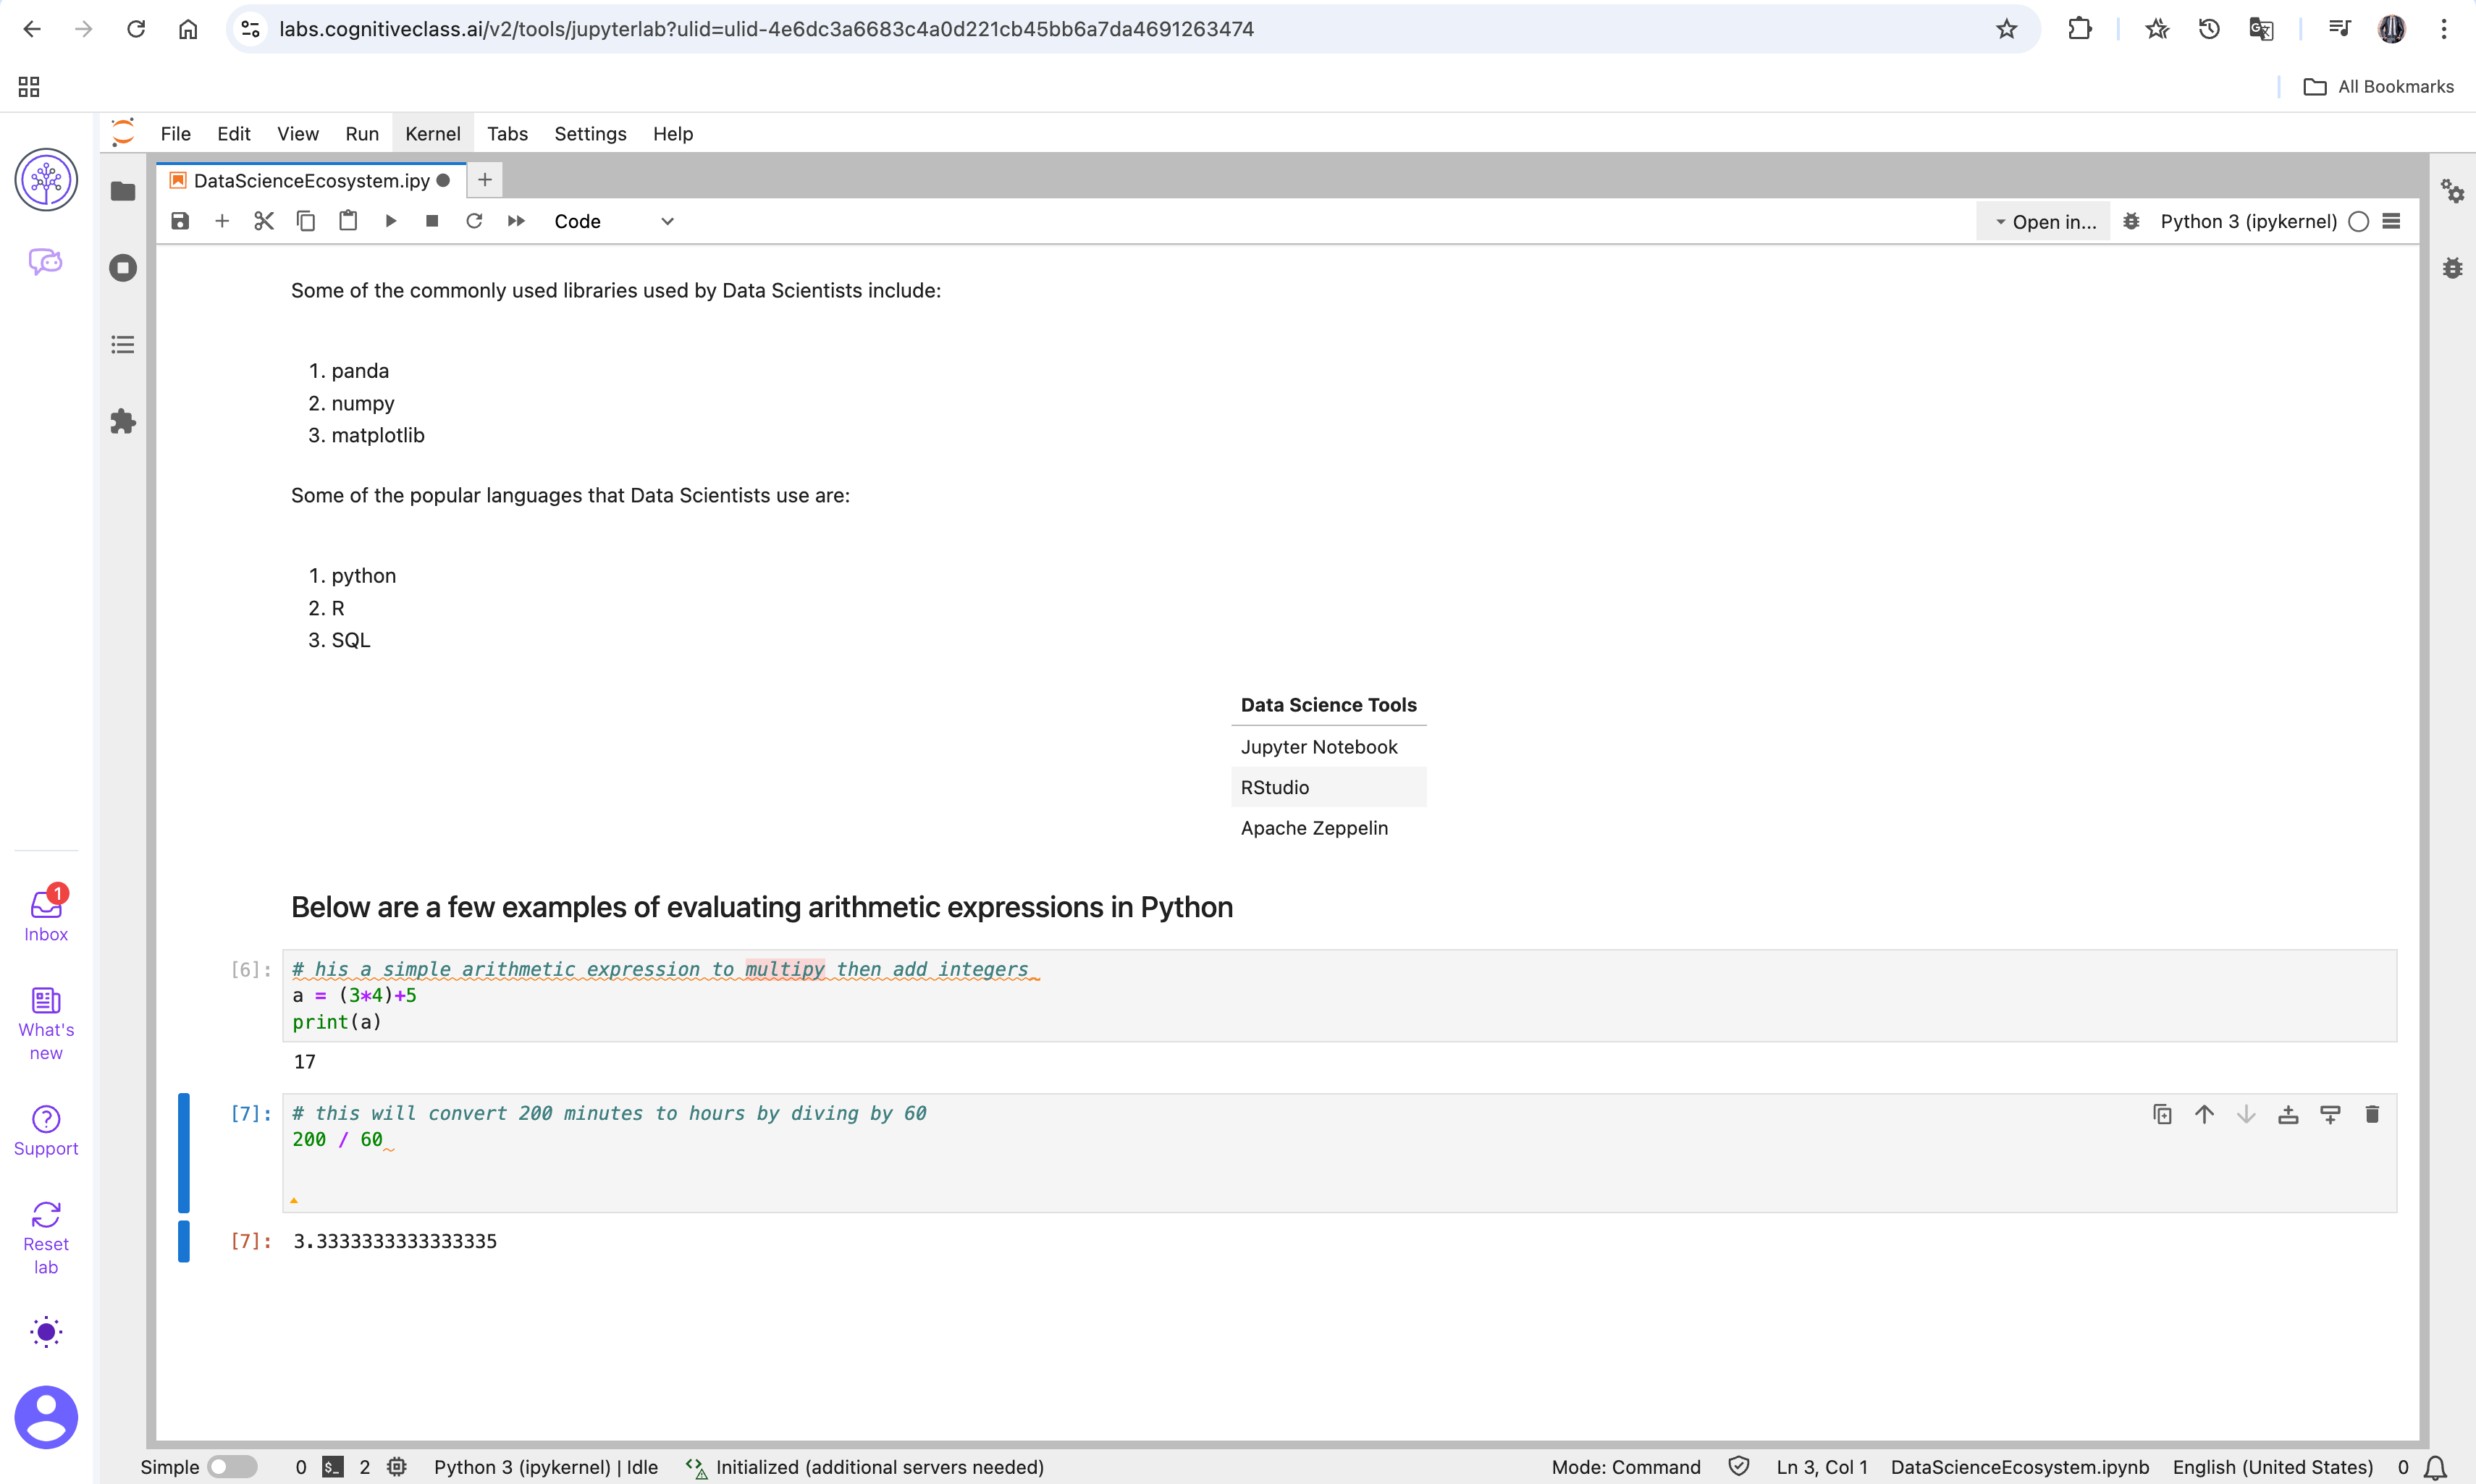 labs.cognitiveclass.ai/v2/tools/jupyterlab?ulid=ulid-4e6dc3a6683c4a0d221cb45bb6a7da4691263474
All Bookmarks
File Edit View Run Kernel Tabs Settings Help
DataScienceEcosystem.ipy
Code
Open in...
Python 3 (ipykernel)
Some of the commonly used libraries used by Data Scientists include:
1. panda
2. numpy
3. matplotlib
Some of the popular languages that Data Scientists use are:
1. python
2. R
3. SQL
Data Science Tools
Jupyter Notebook
RStudio
Apache Zeppelin
Below are a few examples of evaluating arithmetic expressions in Python
[6]: # his a simple arithmetic expression to multipy then add integers
a = (3*4)+5
print(a)
17
[7]: # this will convert 200 minutes to hours by diving by 60
200 / 60
[7]: 3.3333333333333335
1
Inbox
What's
new
Support
Reset
lab
Simple 0 $_ 2 Python 3 (ipykernel) | Idle Initialized (additional servers needed) Mode: Command Ln 3, Col 1 DataScienceEcosystem.ipynb English (United States) 0